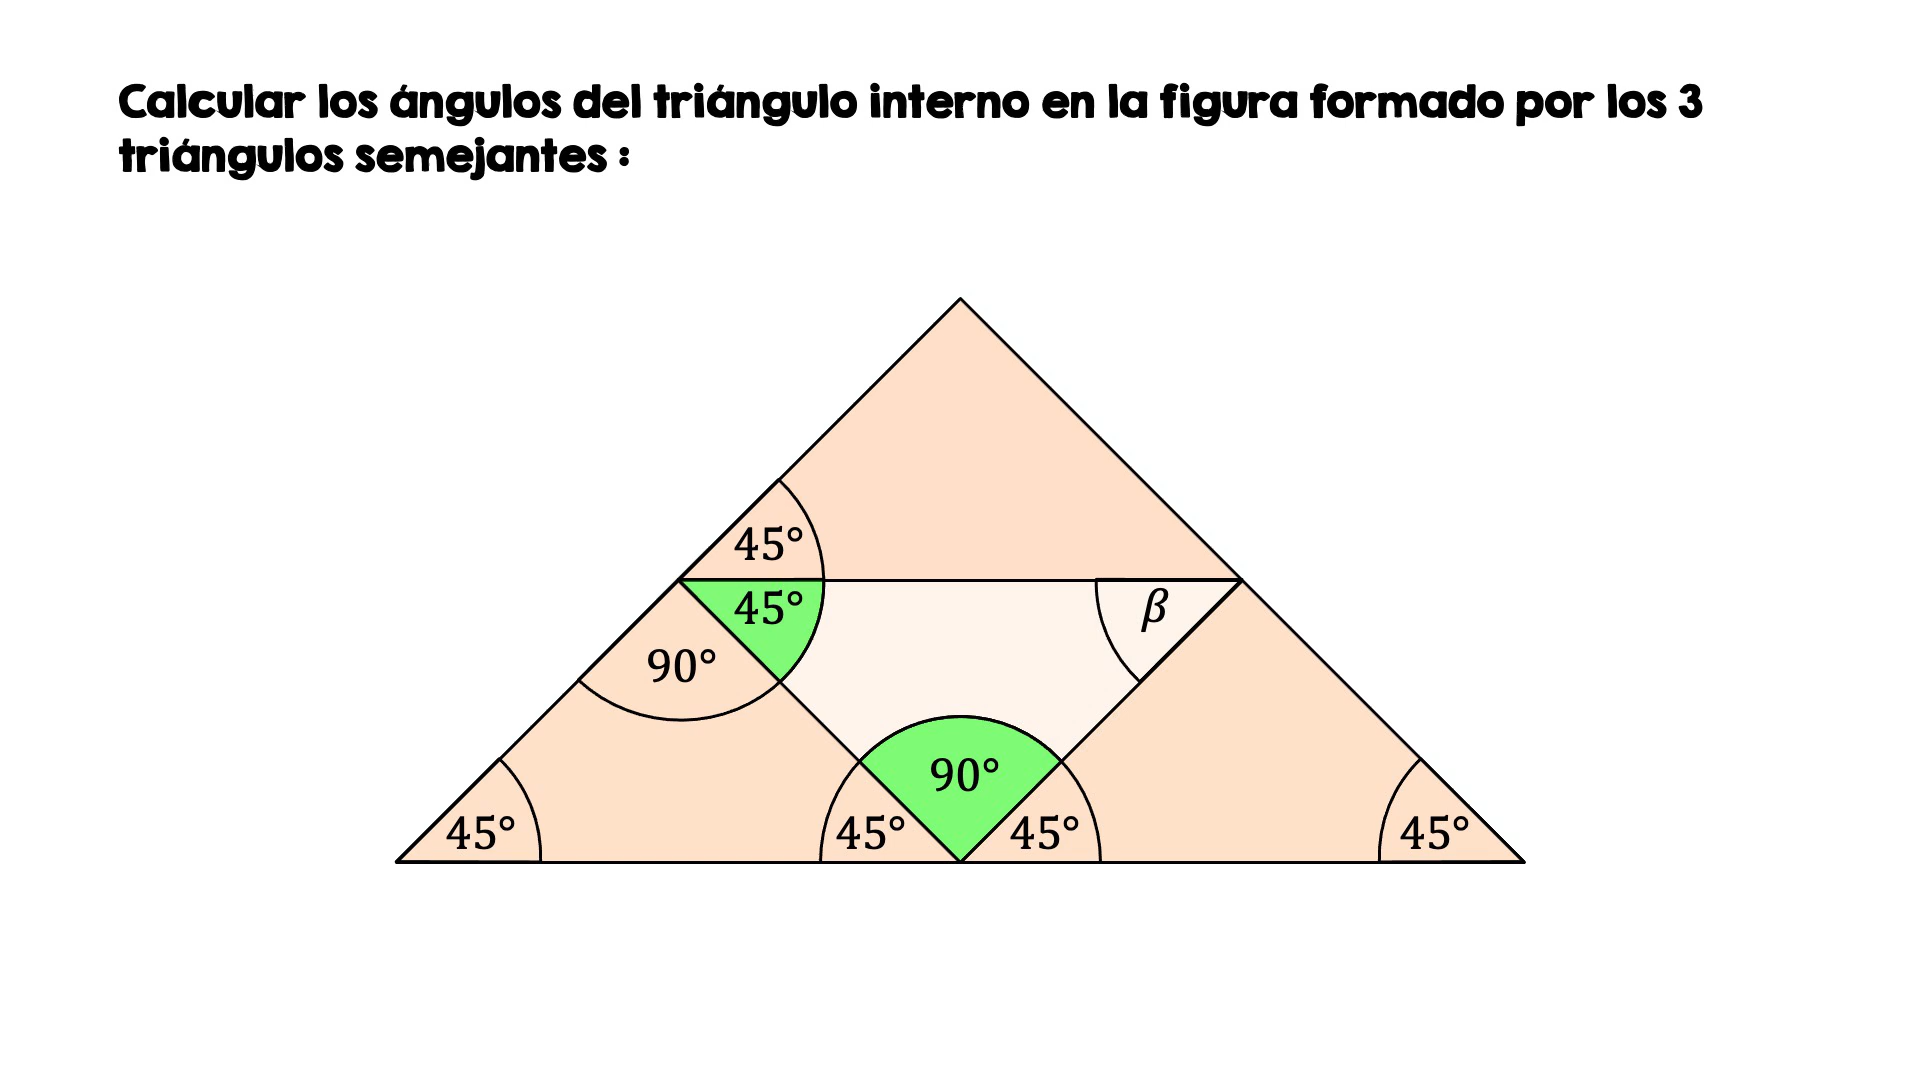 Calcular los ángulos del triángulo interno en la figura formado por los 3
triángulos semejantes :
45°
45°
β
90°
90°
45°
45°
45°
45°